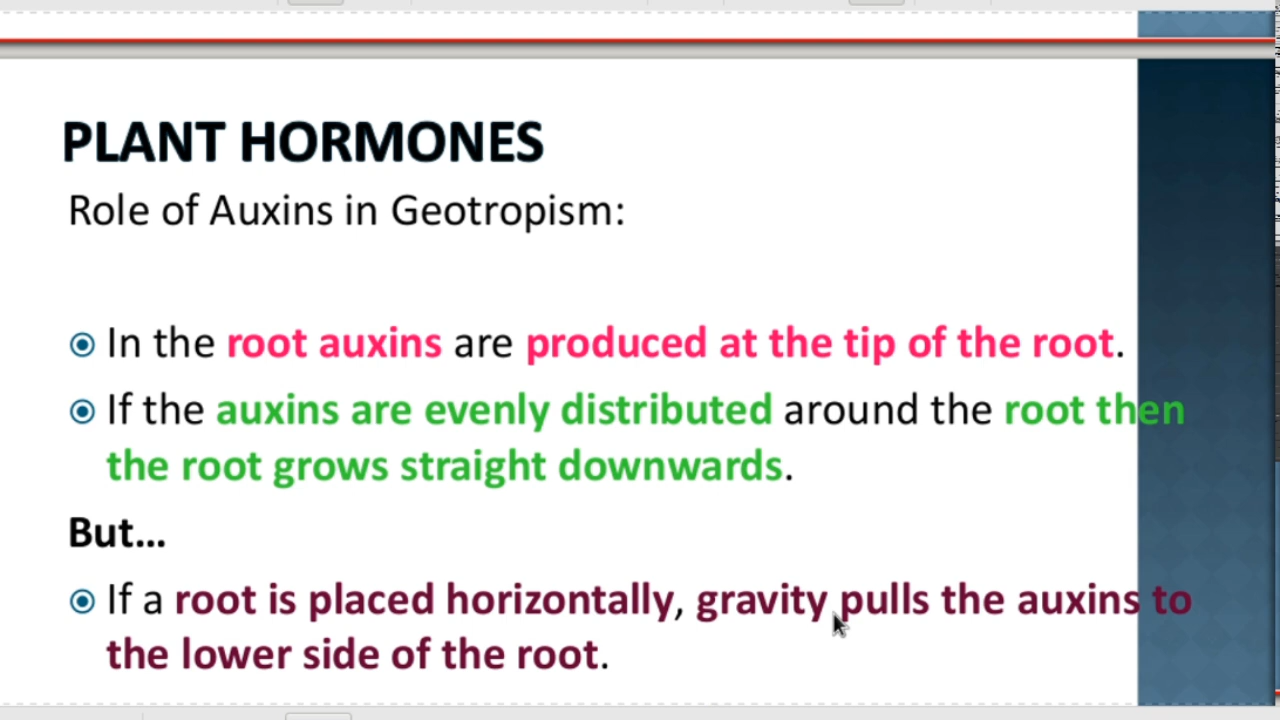 PLANT HORMONES
Role of Auxins in Geotropism:
In the root auxins are produced at the tip of the root.
If the auxins are evenly distributed around the root then
the root grows straight downwards.
But...
If a root is placed horizontally, gravity pulls the auxins to
the lower side of the root.